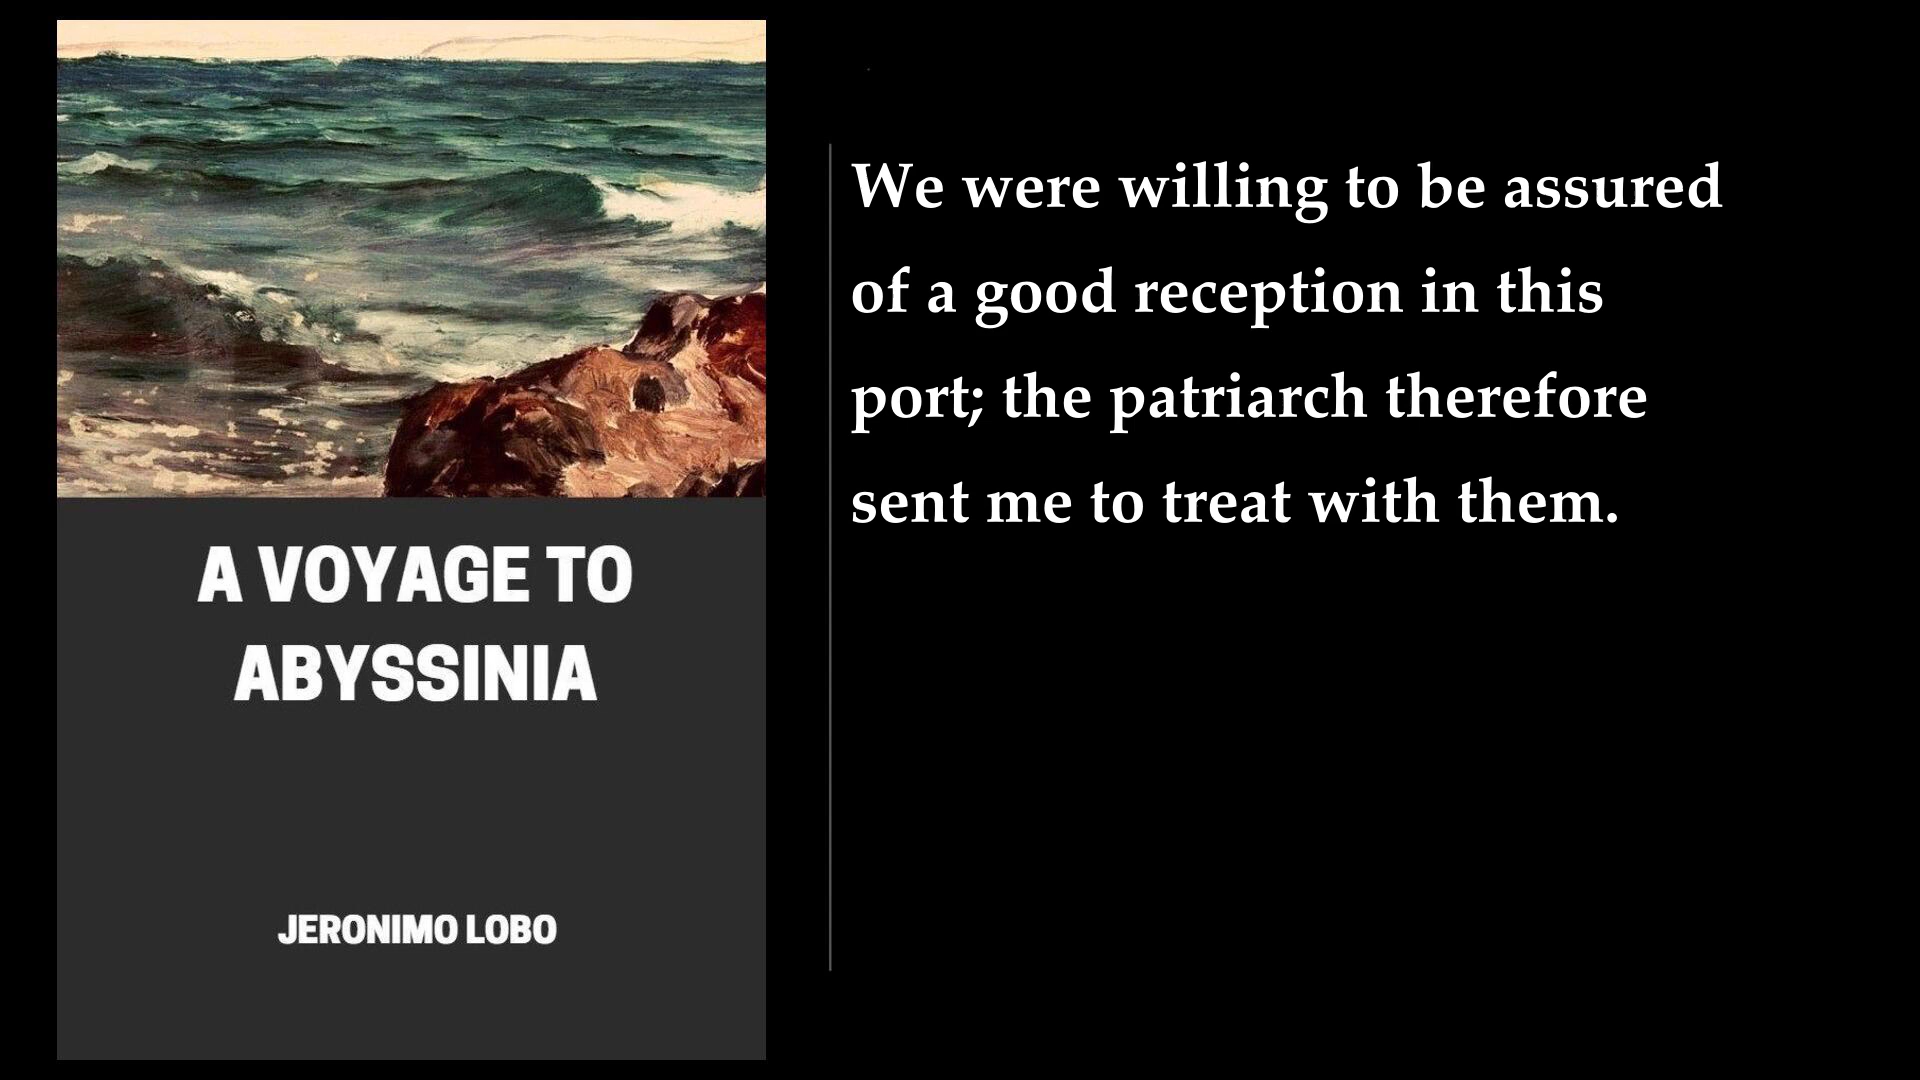 A VOYAGE TO
ABYSSINIA
JERONIMO LOBO
We were willing to be assured
of a good reception in this
port; the patriarch therefore
sent me to treat with them.